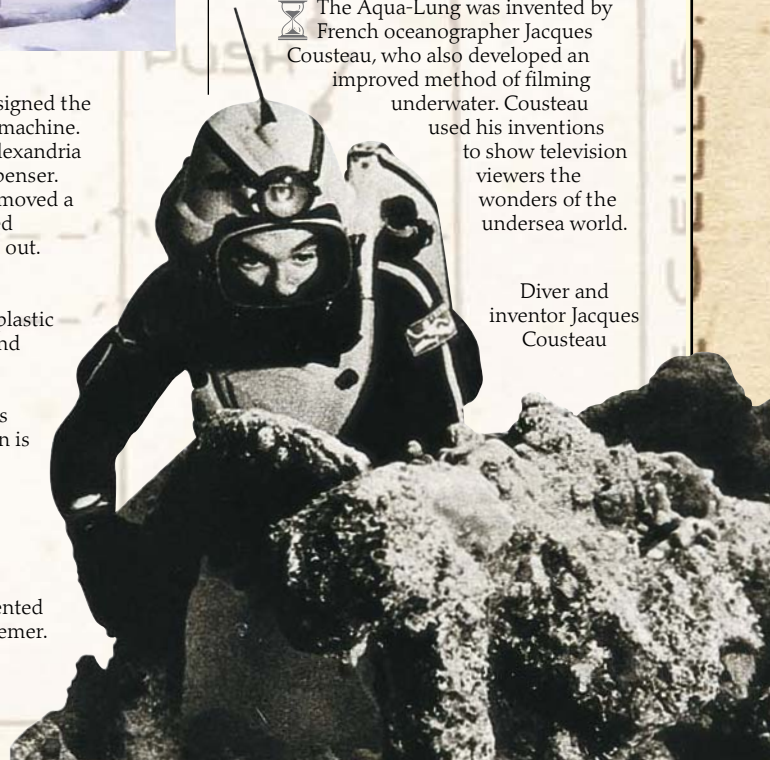 signed the
machine.
lexandria
penser.
moved a
ed
out.
plastic
nd
s
n is
ented
emer.
The Aqua-Lung was invented by
French oceanographer Jacques
Cousteau, who also developed an
improved method of filming
underwater. Cousteau
used his inventions
to show television
viewers the
wonders of the
undersea world.
Diver and
inventor Jacques
Cousteau
PUSH